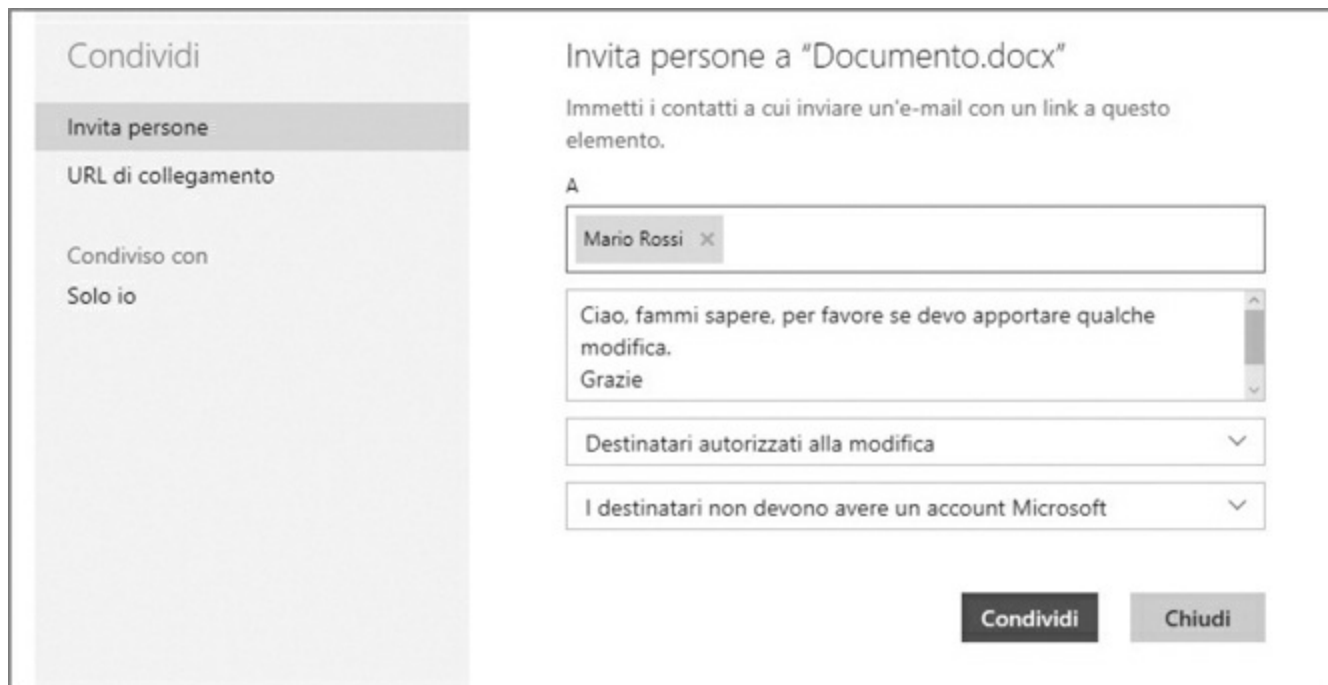 Condividi
Invita persone
URL di collegamento
Condiviso con
Solo io
Invita persone a “Documento.docx”
Immetti i contatti a cui inviare un'e-mail con un link a questo
elemento.
A
Mario Rossi ×
Ciao, fammi sapere, per favore se devo apportare qualche
modifica.
Grazie
Destinatari autorizzati alla modifica
I destinatari non devono avere un account Microsoft
Condividi
Chiudi